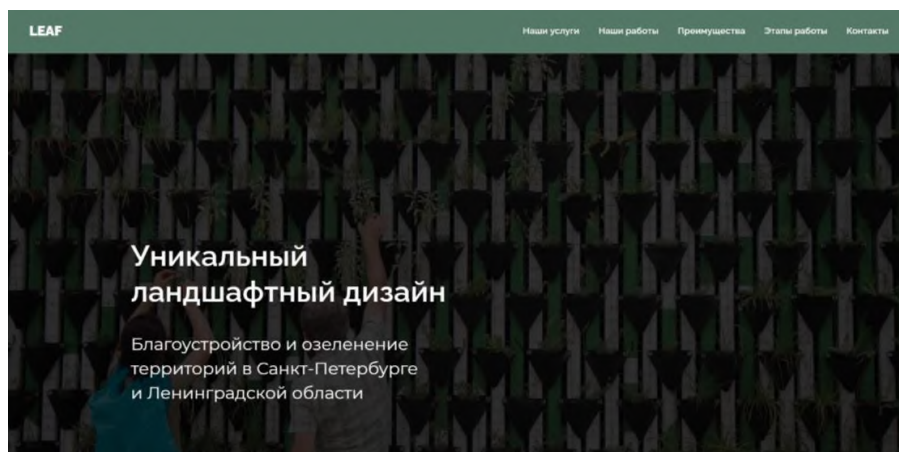 LEAF
Наши услуги Наши работы Преимущества Этапы работы Контакты
Уникальный
ландшафтный дизайн
Благоустройство и озеленение
территорий в Санкт-Петербурге
и Ленинградской области